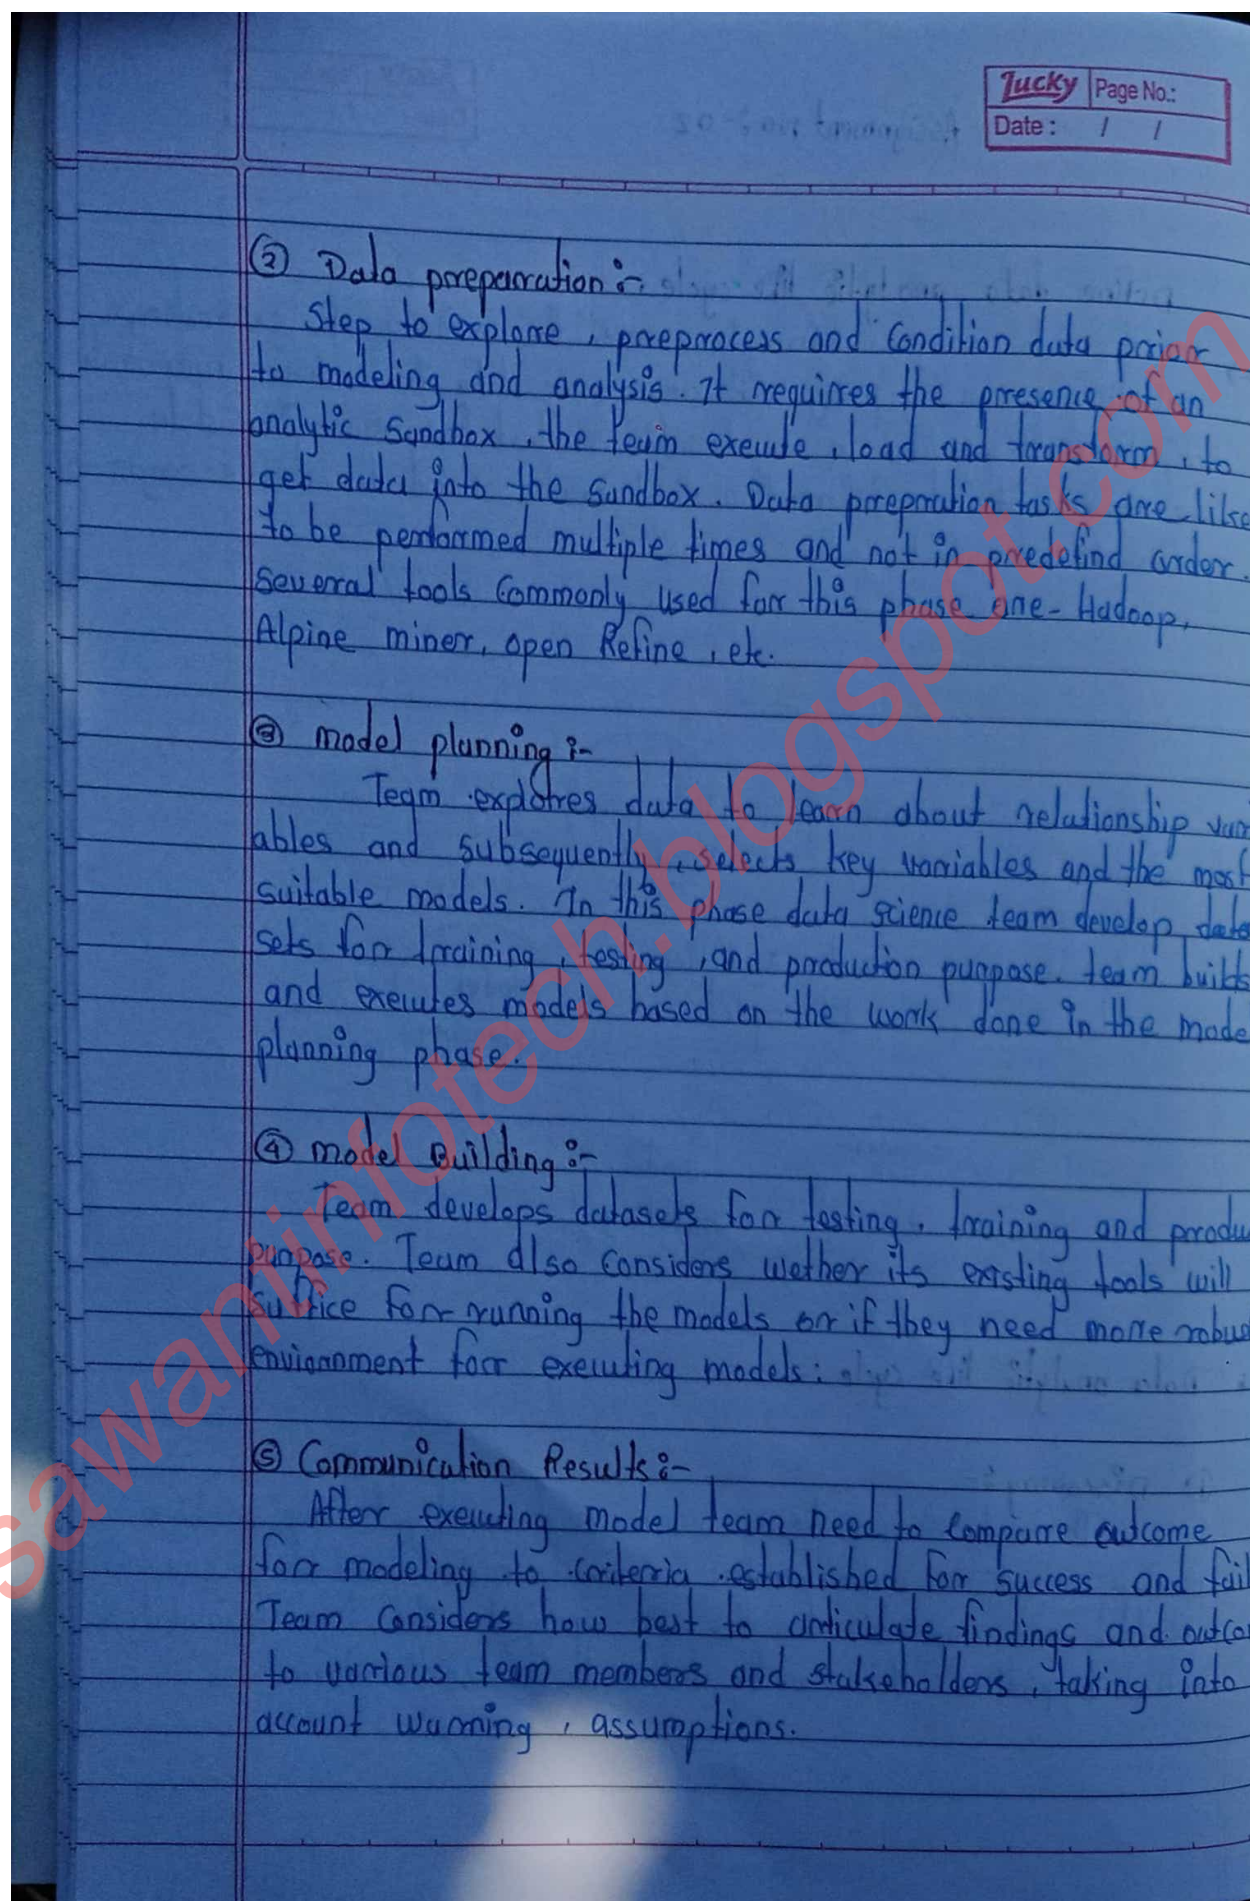 Lucky Page No.:
Date : / /
② Data preparation :-
Step to explore, preprocess and condition data prior
to modeling and analysis. It requires the presence of an
analytic sandbox, the team execute, load and transform, to
get data into the sandbox. Data prepration tasks are
to be performed multiple times and not in predefind order.
several tools commonly used for this phase are - Hadoop,
Alpine miner, open Refine, etc.
③ model planning :-
Team explores data to learn about relationship vari
ables and subsequently, selects key variables and the most
suitable models. In this phase data science team develop data
sets for training, testing, and production purpose. team builds
and executes models based on the work done in the mode
planning phase.
④ model Building :-
Team develops datasets for testing, training and produ
purpose. Team also considers wether its existing tools will
suffice for running the models or if they need more robus
envionment for executing models.
⑤ Communication Results :-
After executing model team need to compare outcome
for modeling to criteria established for success and fail
Team considers how best to articulate findings and outco
to various team members and stakeholders, taking into
account warning, assumptions.
sawantinfotech.blogspot.com